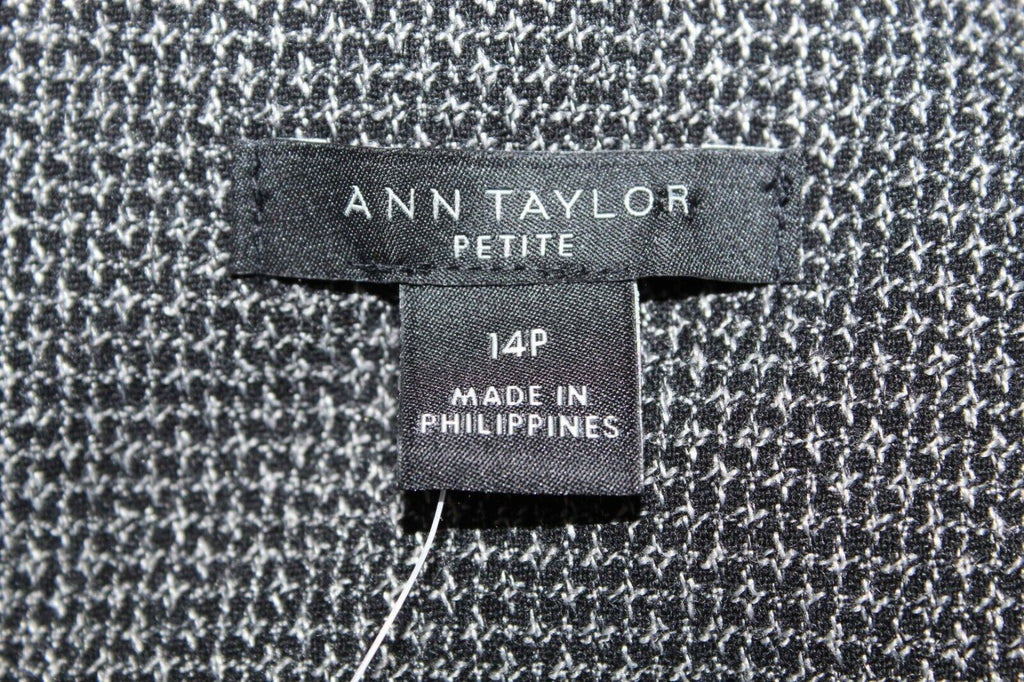 ANN TAYLOR
PETITE
14P
MADE IN
PHILIPPINES